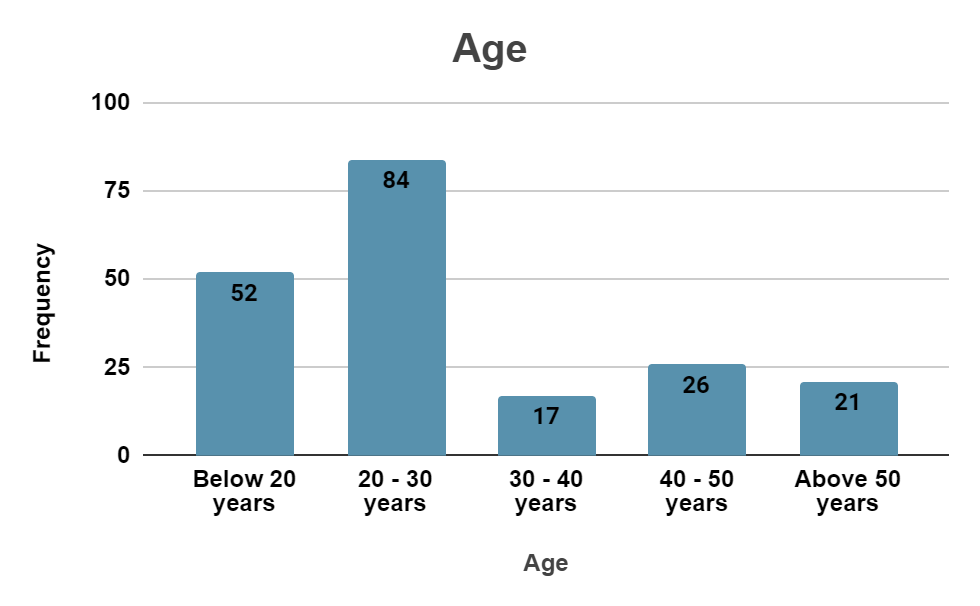 Age
100
75
50
25
0
Frequency
52
84
17
26
21
Below 20
years
20 - 30
years
30 - 40
years
40 - 50
years
Above 50
years
Age